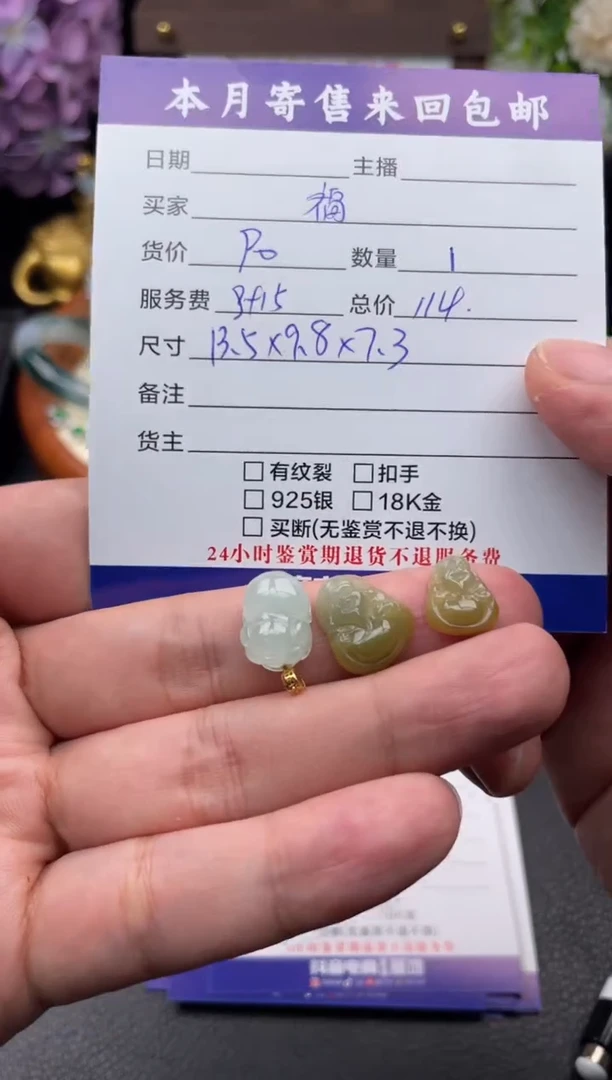 本月寄售来回包邮
日期 主播
买家 福
货价 90 数量 1
服务费 9+15 总价 114.
尺寸 13.5×9.8×7.3
备注
货主
□有纹裂 □扣手
□925银 □18K金
□买断(无鉴赏不退不换)
24小时鉴赏期退货不退服务费